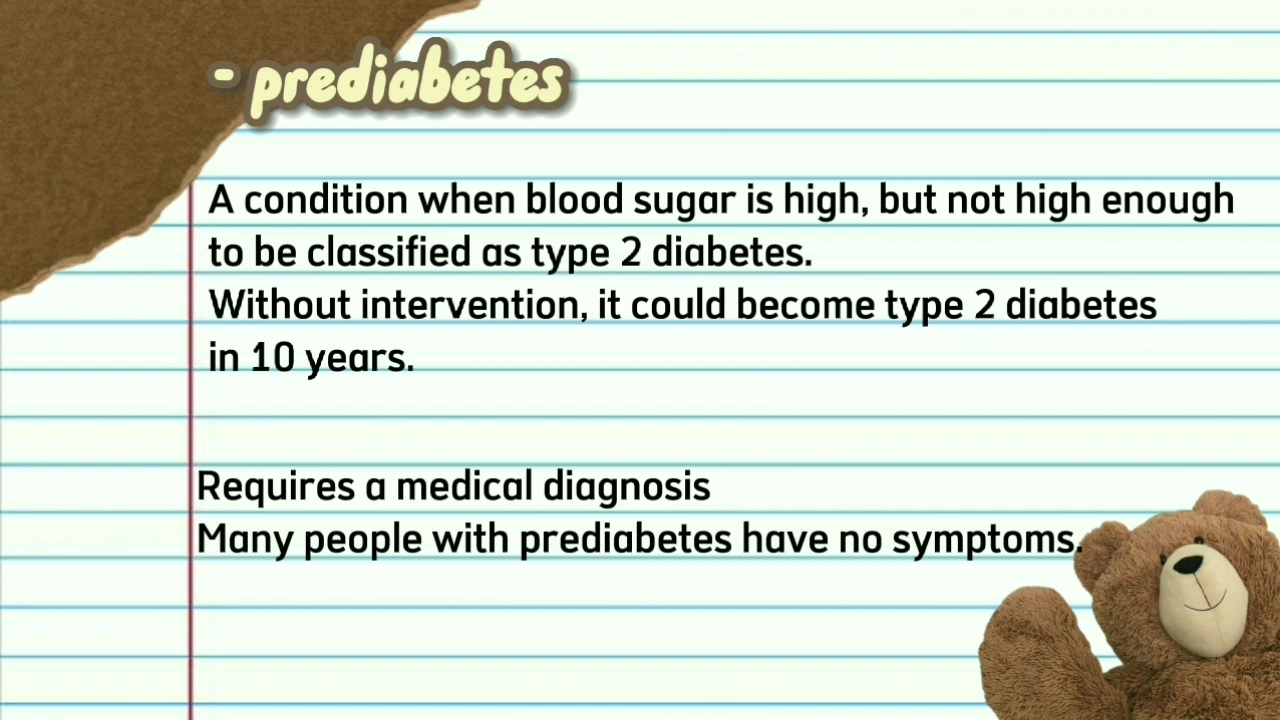 - prediabetes
A condition when blood sugar is high, but not high enough
to be classified as type 2 diabetes.
Without intervention, it could become type 2 diabetes
in 10 years.
Requires a medical diagnosis
Many people with prediabetes have no symptoms.